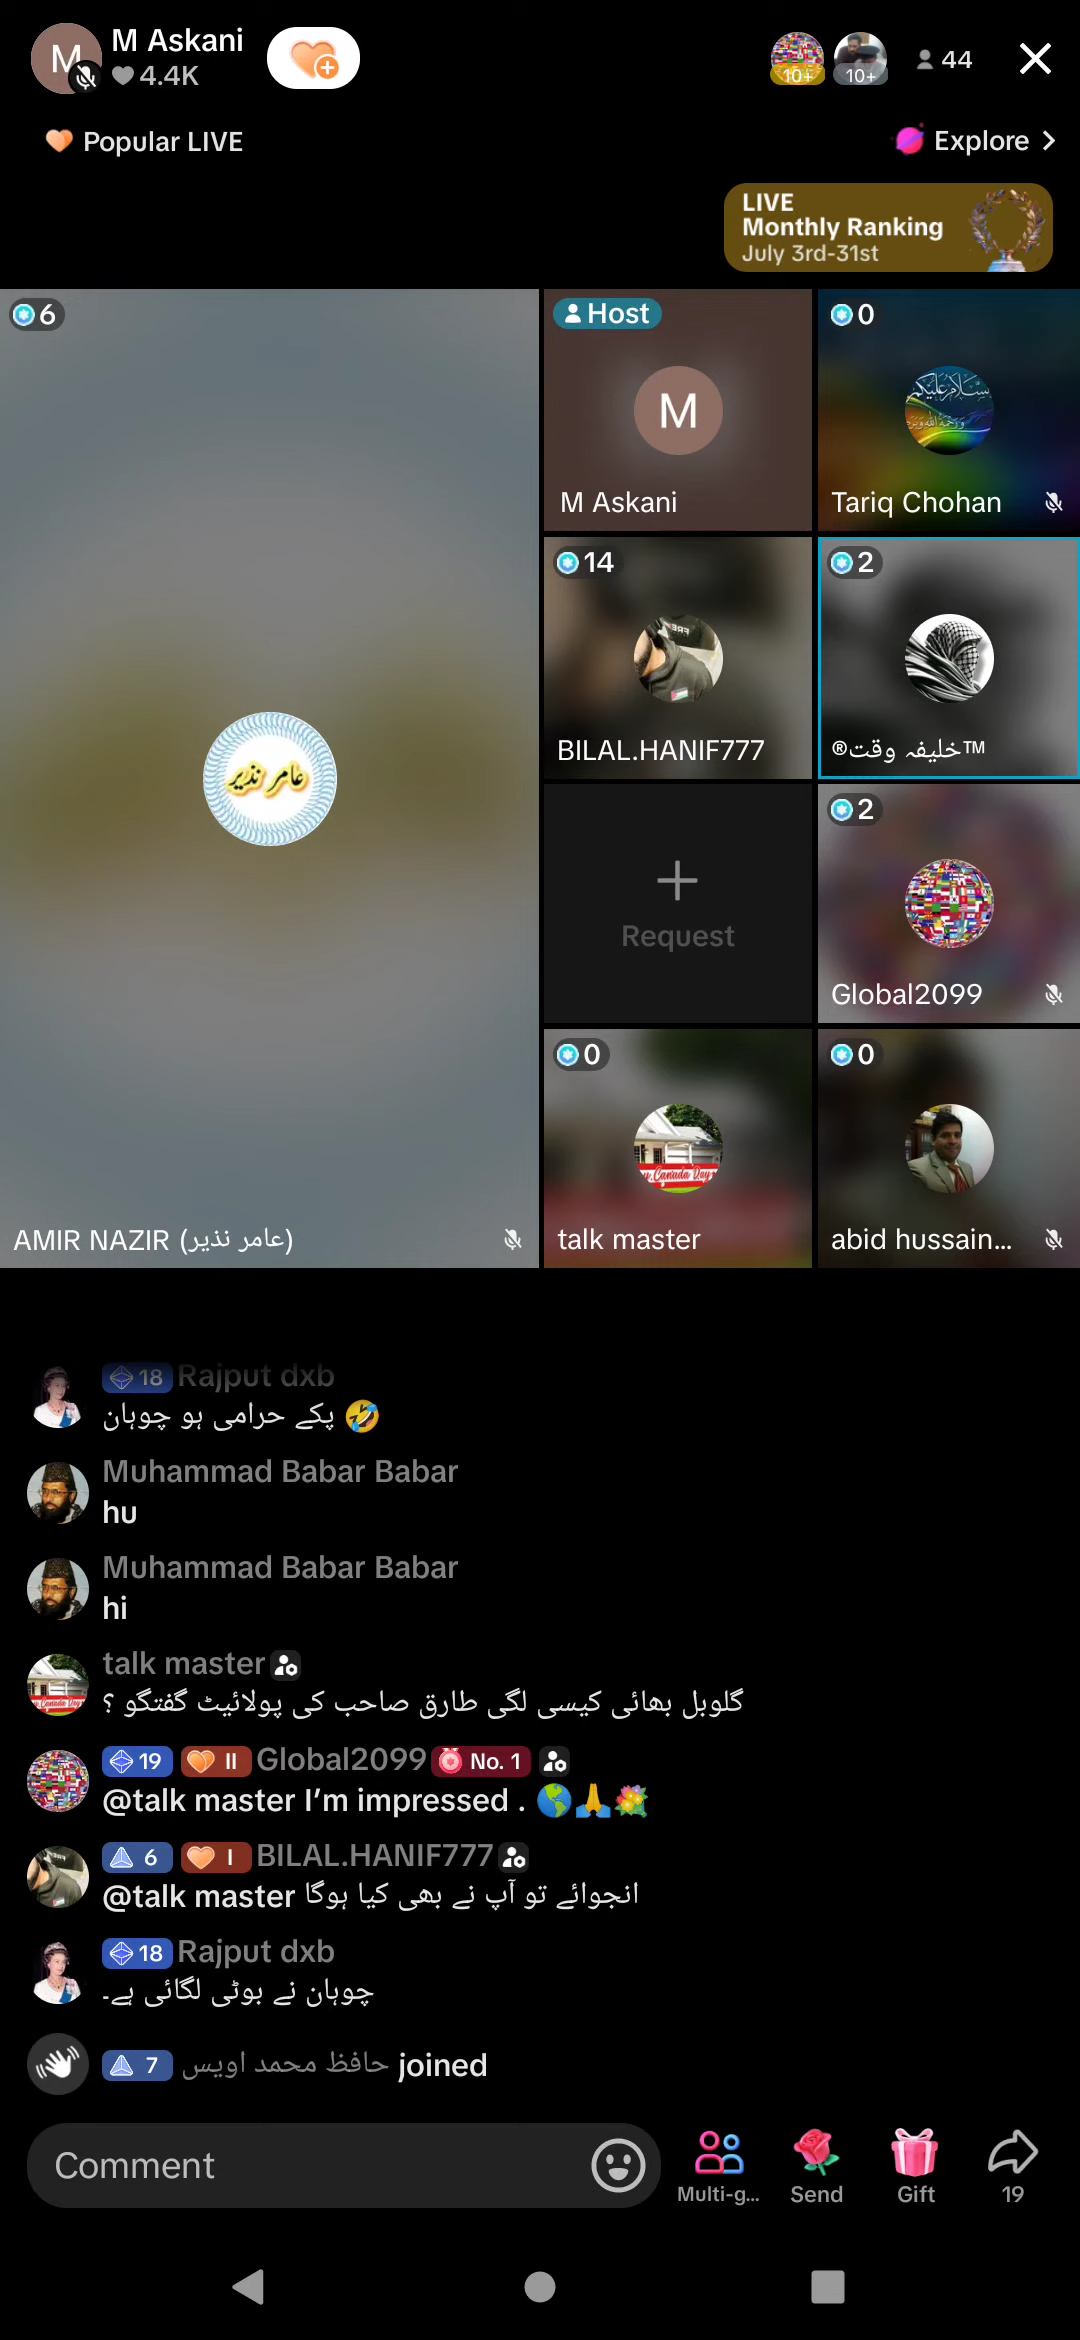 M
M Askani
4.4K
10+
10+
44
Popular LIVE
Explore
LIVE
Monthly Ranking
July 3rd-31st
6
عامر نذیر
AMIR NAZIR (عامر نذیر)
Host
M
M Askani
0
Tariq Chohan
14
BILAL.HANIF777
2
®خلیفہ وقت™
Request
2
Global2099
0
Canada Day
talk master
0
abid hussain...
18 Rajput dxb
پکے حرامی ہو چوہان 🤣
Muhammad Babar Babar
hu
Muhammad Babar Babar
hi
talk master
گلوبل بھائی کیسی لگی طارق صاحب کی پولائیٹ گفتگو ؟
19 II Global2099 No. 1
@talk master I’m impressed . 🌎🙏💐
6 I BILAL.HANIF777
@talk master انجوائے تو آپ نے بھی کیا ہوگا
18 Rajput dxb
چوہان نے بوٹی لگائی ہے۔
7 حافظ محمد اویس joined
Comment
Multi-g...
Send
Gift
19